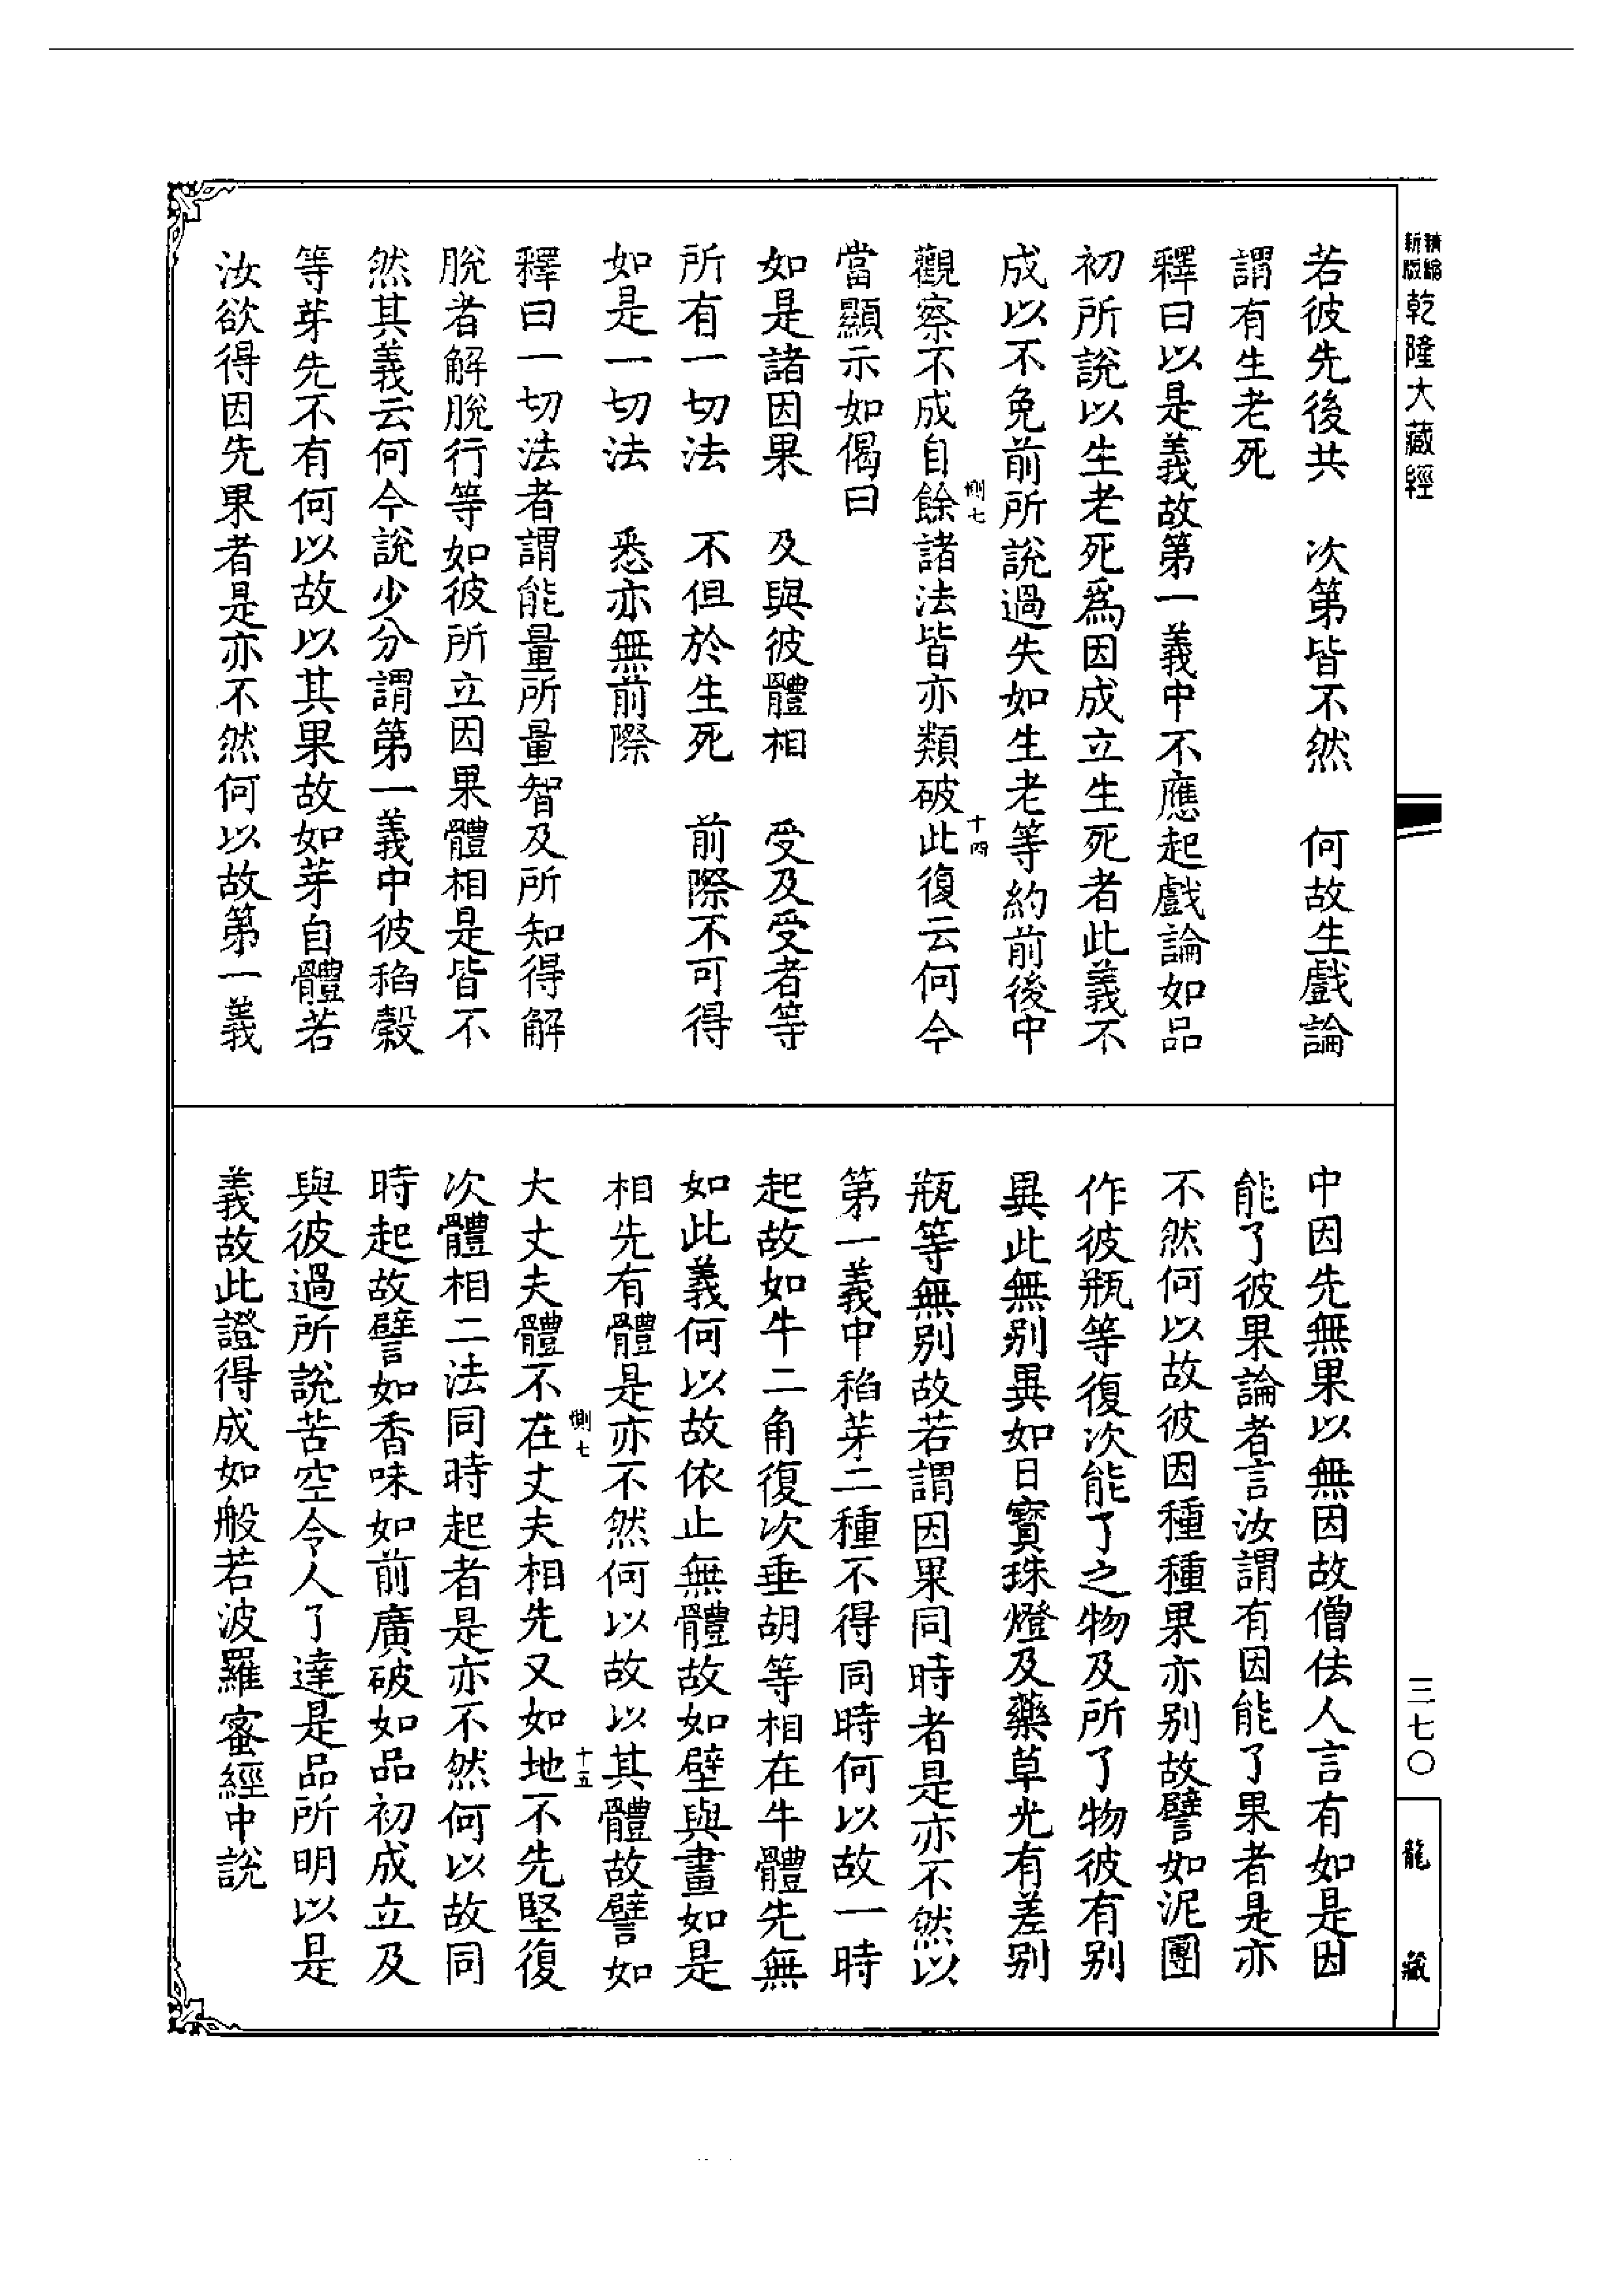 精縮
新版
乾隆大藏經
若彼先後共　次第皆不然　何故生戲論
謂有生老死
釋曰以是義故第一義中不應起戲論如品
初所說以生老死爲因成立生死者此義不
成以不免前所說過失如生老等約前後中
惻七　十四
觀察不成自餘諸法皆亦類破此復云何今
當顯示如偈曰
如是諸因果　及與彼體相　受及受者等
所有一切法　不但於生死　前際不可得
如是一切法　悉亦無前際
釋曰一切法者謂能量所量智及所知得解
脫者解脫行等如彼所立因果體相是皆不
然其義云何今說少分謂第一義中彼稻穀
等芽先不有何以故以其果故如芽自體若
汝欲得因先果者是亦不然何以故第一義
中因先無果以無因故僧佉人言有如是因
能了彼果論者言汝謂有因能了果者是亦
不然何以故彼因種種果亦別故譬如泥團
作彼瓶等復次能了之物及所了物彼有別
異此無別異如日寶珠燈及藥草光有差別
瓶等無別故若謂因果同時者是亦不然以
第一義中稻芽二種不得同時何以故一時
起故如牛二角復次垂胡等相在牛體先無
如此義何以故依止無體故如壁與畫如是
相先有體是亦不然何以故以其體故譬如
惻七　十五
大丈夫體不在丈夫相先又如地不先堅復
次體相二法同時起者是亦不然何以故同
時起故譬如香味如前廣破如品初成立及
與彼過所說苦空令人了達是品所明以是
義故此證得成如般若波羅蜜經中說
三七〇
龍藏